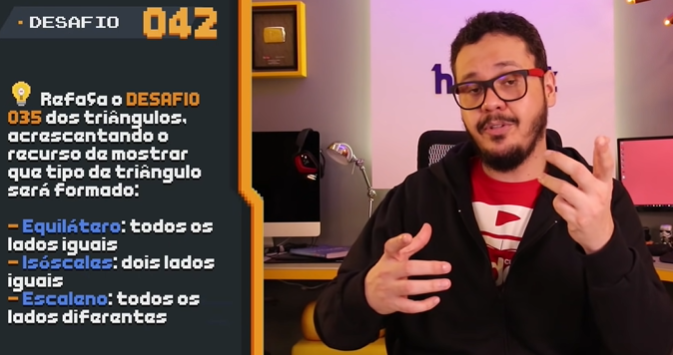 DESAFIO 042
Refaça o DESAFIO
035 dos triângulos,
acrescentando o
recurso de mostrar
que tipo de triângulo
será formado:
- Equilátero: todos os
lados iguais
- Isósceles: dois lados
iguais
- Escaleno: todos os
lados diferentes